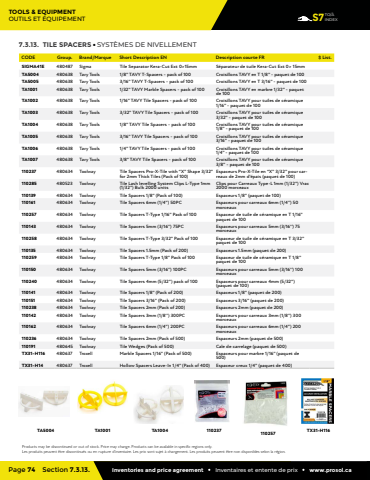 TOOLS & EQUIPMENT
OUTILS ET ÉQUIPEMENT
S7 TOOL INDEX
7.3.13. TILE SPACERS • SYSTÈMES DE NIVELLEMENT
CODE Group. Brand/Marque Short Description EN Description courte FR $ List.
SIGMA41E 490487 Sigma Tile Separator Kera-Cut Est 0÷15mm Séparateur de tuile Kera-Cut Est 0÷ 15mm
TA5004 480638 Tavy Tools 1/8" TAVY T-Spacers - pack of 100 Croisillons TAVY en T 1/8" - paquet de 100
TA5005 480638 Tavy Tools 3/16" TAVY T-Spacers - pack of 100 Croisillons TAVY en T 3/16" - paquet de 100
TA1001 480638 Tavy Tools 1/32" TAVY Marble Spacers - pack of 100 Croisillons TAVY en marbre 1/32" - paquet
de 100
TA1002 480638 Tavy Tools 1/16" TAVY Tile Spacers - pack of 100 Croisillons TAVY pour tuiles de céramique
1/16" - paquet de 100
TA1003 480638 Tavy Tools 3/32" TAVY Tile Spacers - pack of 100 Croisillons TAVY pour tuiles de céramique
3/32" - paquet de 100
TA1004 480638 Tavy Tools 1/8" TAVY Tile Spacers - pack of 100 Croisillons TAVY pour tuiles de céramique
1/8" - paquet de 100
TA1005 480638 Tavy Tools 3/16" TAVY Tile Spacers - pack of 100 Croisillons TAVY pour tuiles de céramique
3/16" - paquet de 100
TA1006 480638 Tavy Tools 1/4" TAVY Tile Spacers - pack of 100 Croisillons TAVY pour tuiles de céramique
1/4" - paquet de 100
TA1007 480638 Tavy Tools 3/8" TAVY Tile Spacers - pack of 100 Croisillons TAVY pour tuiles de céramique
3/8" - paquet de 100
110237 480634 Toolway Tile Spacers Pro-X-Tile with "X" Shape 3/32"
for 2mm Thick Tiles (Pack of 100) Espaceurs Pro-X-Tile en "X" 3/32" pour car-
reaux de 2mm d'épais (paquet de 100)
110285 490523 Toolway Tile Lash leveling System Clips L-Type 1mm
(1/32") Bulk 2000 units Clips pour Carreaux Type L 1mm (1/32") Vrac
2000 morceaux
110139 480634 Toolway Tile Spacers 1/8" (Pack of 100) Espaceurs 1/8" (paquet de 100)
110161 480634 Toolway Tile Spacers 6mm (1/4") 50PC Espaceurs pour carreaux 6mm (1/4") 50
morceaux
110257 480634 Toolway Tile Spacers T-Type 1/16" Pack of 100 Espaceur de tuile de céramique en T 1/16"
paquet de 100
110143 480634 Toolway Tile Spacers 5mm (3/16") 75PC Espaceurs pour carreaux 5mm (3/16") 75
morceaux
110258 480634 Toolway Tile Spacers T-Type 3/32" Pack of 100 Espaceur de tuile de céramique en T 3/32"
paquet de 100
110135 480634 Toolway Tile Spacers 1.5mm (Pack of 200) Espaceurs 1.5mm (paquet de 200)
110259 480634 Toolway Tile Spacers T-Type 1/8" Pack of 100 Espaceur de tuile de céramique en T 1/8"
paquet de 100
110150 480634 Toolway Tile Spacers 5mm (3/16") 100PC Espaceurs pour carreaux 5mm (3/16") 100
morceaux
110240 480634 Toolway Tile Spacers 4mm (5/32") pack of 100 Espaceurs pour carreaux 4mm (5/32")
(paquet de 100)
110141 480634 Toolway Tile Spacers 1/8" (Pack of 200) Espaceurs 1/8" (paquet de 200)
110151 480634 Toolway Tile Spacers 3/16" (Pack of 200) Espaceurs 3/16" (paquet de 200)
110238 480634 Toolway Tile Spacers 2mm (Pack of 200) Espaceurs 2mm (paquet de 200)
110142 480634 Toolway Tile Spacers 3mm (1/8") 300PC Espaceurs pour carreaux 3mm (1/8") 300
morceaux
110162 480634 Toolway Tile Spacers 6mm (1/4") 200PC Espaceurs pour carreaux 6mm (1/4") 200
morceaux
110236 480634 Toolway Tile Spacers 2mm (Pack of 500) Espaceurs 2mm (paquet de 500)
110191 480645 Toolway Tile Wedges (Pack of 500) Cale de carrelage (paquet de 500)
TX31-H116 480637 Troxell Marble Spacers 1/16" (Pack of 500) Espaceurs pour marbre 1/16" (paquet de
500)
TX31-H14 480637 Troxell Hollow Spacers Leave-In 1/4" (Pack of 400) Espaceur creux 1/4" (paquet de 400)
TA5004
TA1001
TA1004
110237
110257
TX31-H116
Products may be discontinued or out of stock. Price may change. Products can be available in specific regions only.
Les produits peuvent être discontinués ou en rupture d'inventaire. Les prix sont sujet à changement. Les produits peuvent être non disponibles selon la région.
Page 74 Section 7.3.13. Inventories and price agreement • Inventaires et entente de prix • www.prosol.ca